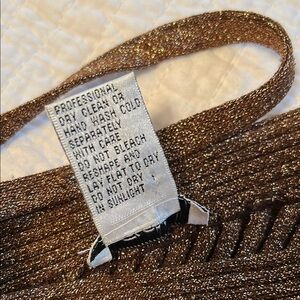 PROFESSIONAL
DRY CLEAN OR
HAND WASH COLD
SEPARATELY
WITH CARE
DO NOT BLEACH
RESHAPE AND
LAY FLAT TO DRY
DO NOT DRY
IN SUNLIGHT